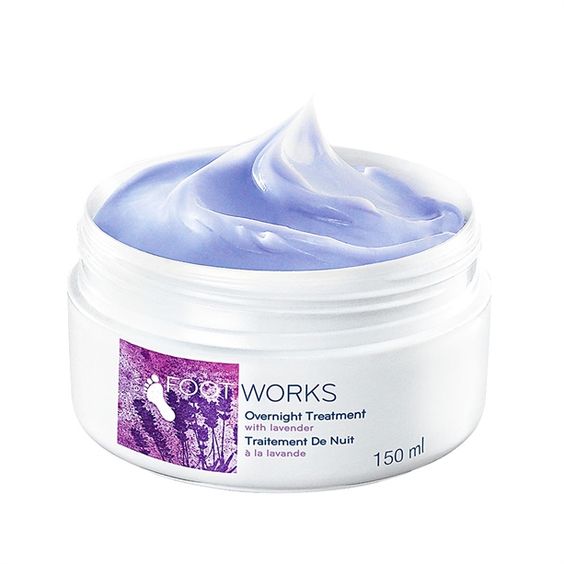 FOOT WORKS
Overnight Treatment
with lavender
Traitement De Nuit
à la lavande
150 ml